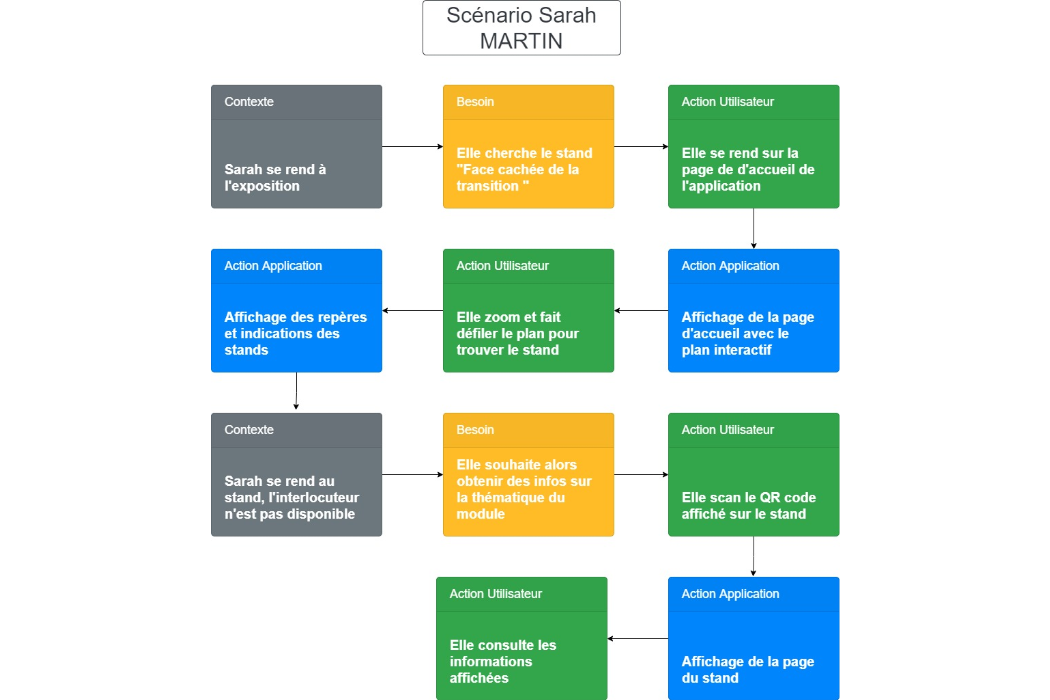 Scénario Sarah
MARTIN
Contexte
Sarah se rend à
l'exposition
Besoin
Elle cherche le stand
"Face cachée de la
transition "
Action Utilisateur
Elle se rend sur la
page de d'accueil de
l'application
Action Application
Affichage de la page
d'accueil avec le
plan interactif
Action Utilisateur
Elle zoom et fait
défiler le plan pour
trouver le stand
Action Application
Affichage des repères
et indications des
stands
Contexte
Sarah se rend au
stand, l'interlocuteur
n'est pas disponible
Besoin
Elle souhaite alors
obtenir des infos sur
la thématique du
module
Action Utilisateur
Elle scan le QR code
affiché sur le stand
Action Application
Affichage de la page
du stand
Action Utilisateur
Elle consulte les
informations
affichées